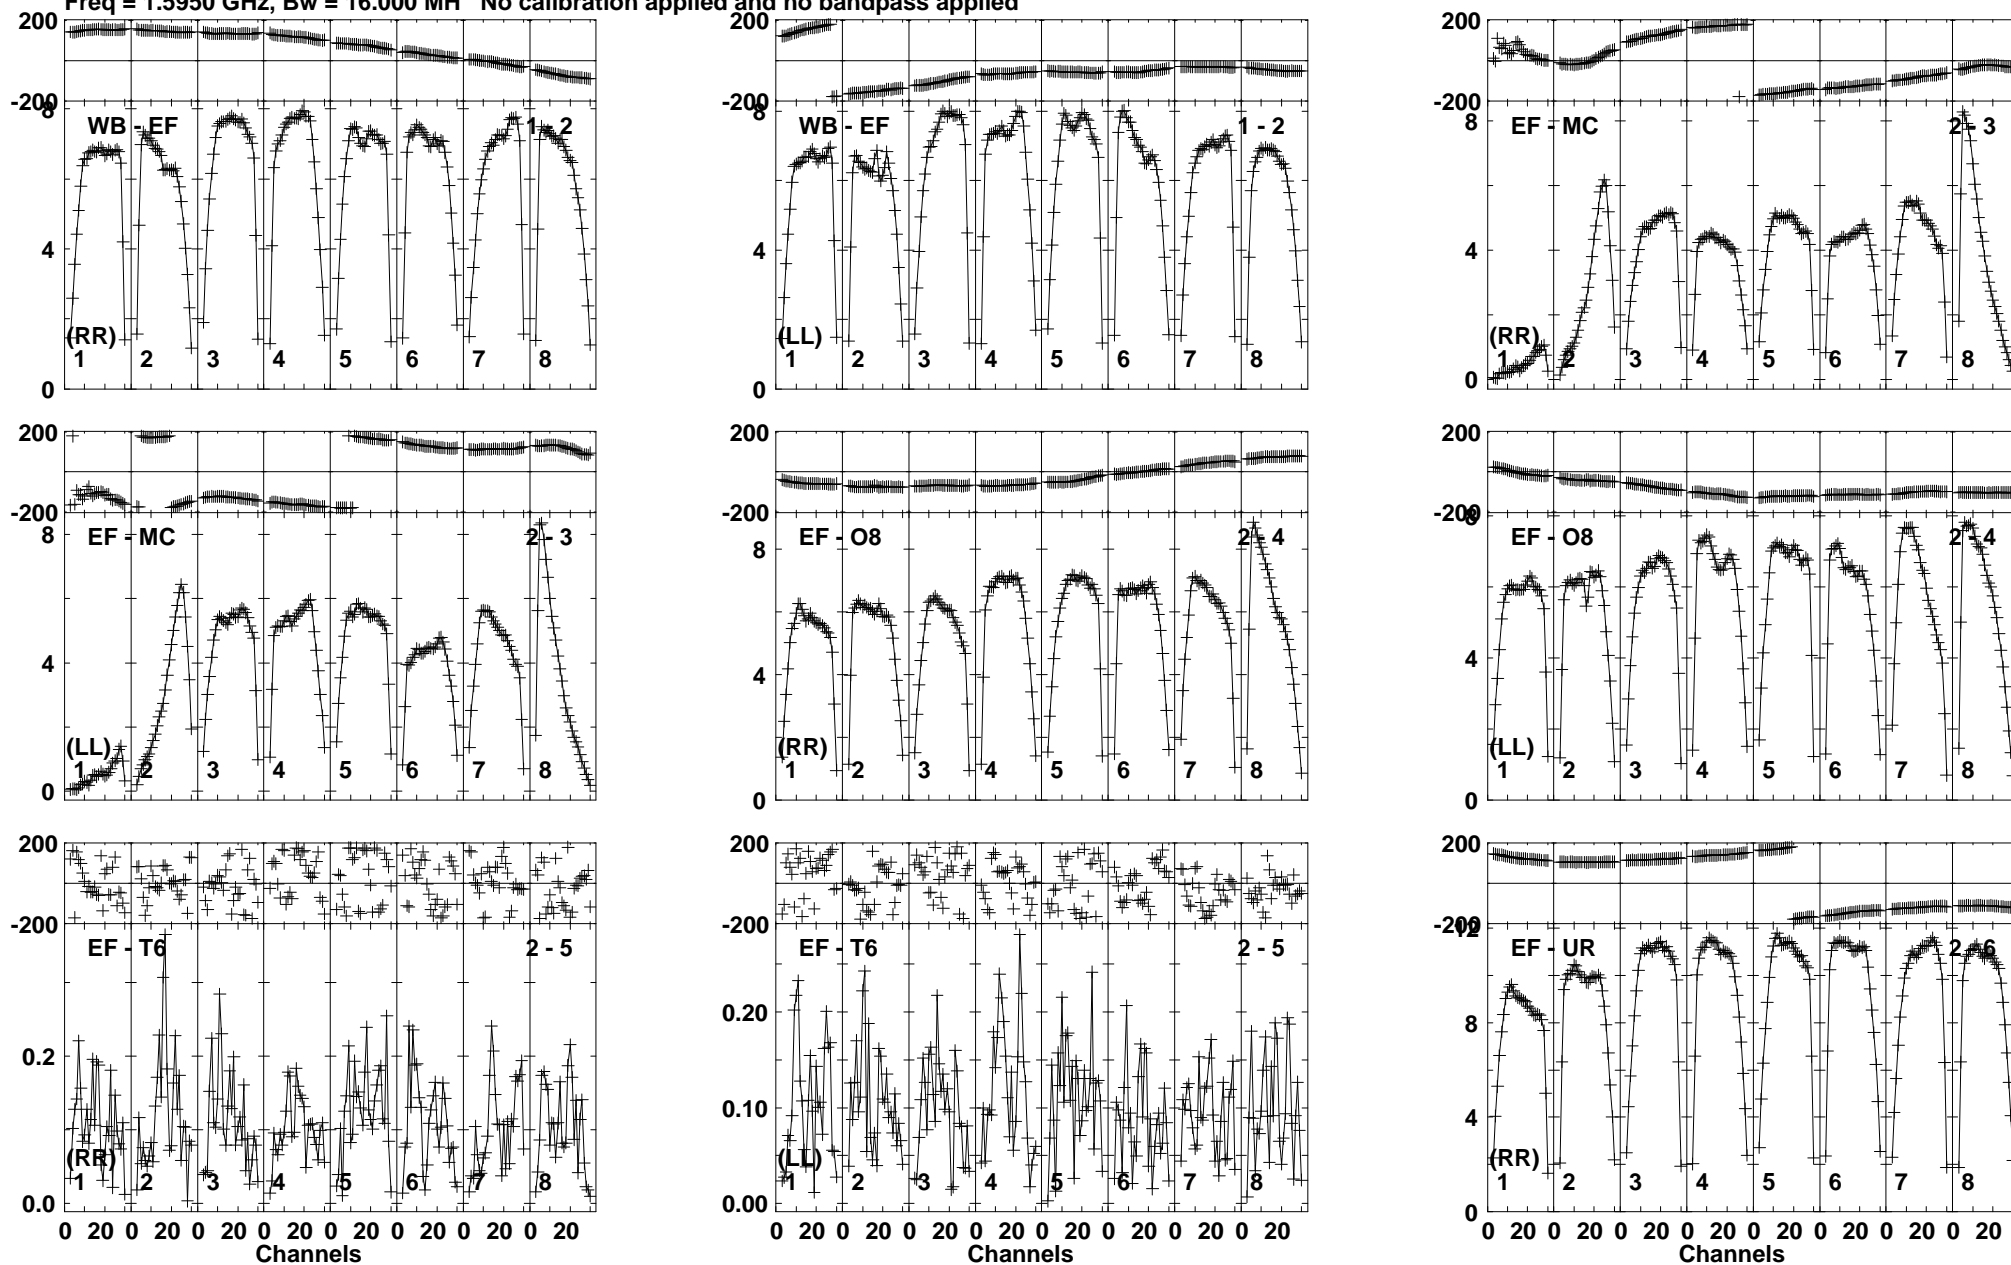 Freq = 1.5950 GHz, Bw = 16.000 MH   No calibration applied and no bandpass applied
200 200 200
-200 -200 -200
8 WB - EF 1 - 2 8 WB - EF 1 - 2 8 EF - MC 2 - 3
4 4 4
(RR) (LL) (RR)
1 2 3 4 5 6 7 8 1 2 3 4 5 6 7 8 1 2 3 4 5 6 7 8
0 0 0
200 200 200
-200 -200 -200
8 EF - MC 2 - 3 8 EF - O8 2 - 4 8 EF - O8 2 - 4
4 4 4
(LL) (RR) (LL)
1 2 3 4 5 6 7 8 1 2 3 4 5 6 7 8 1 2 3 4 5 6 7 8
0 0 0
200 200 200
-200 -200 -200
EF - T6 2 - 5 EF - T6 2 - 5 12 EF - UR 2 - 6
0.2 0.20 8
0.10 4
(RR) (LL) (RR)
1 2 3 4 5 6 7 8 1 2 3 4 5 6 7 8 1 2 3 4 5 6 7 8
0.0 0.00 0
0 20 0 20 0 20 0 20 0 20 0 20 0 20 0 20 0 20 0 20 0 20 0 20 0 20 0 20 0 20 0 20 0 20 0 20 0 20 0 20 0 20 0 20 0 20 0 20
Channels Channels Channels